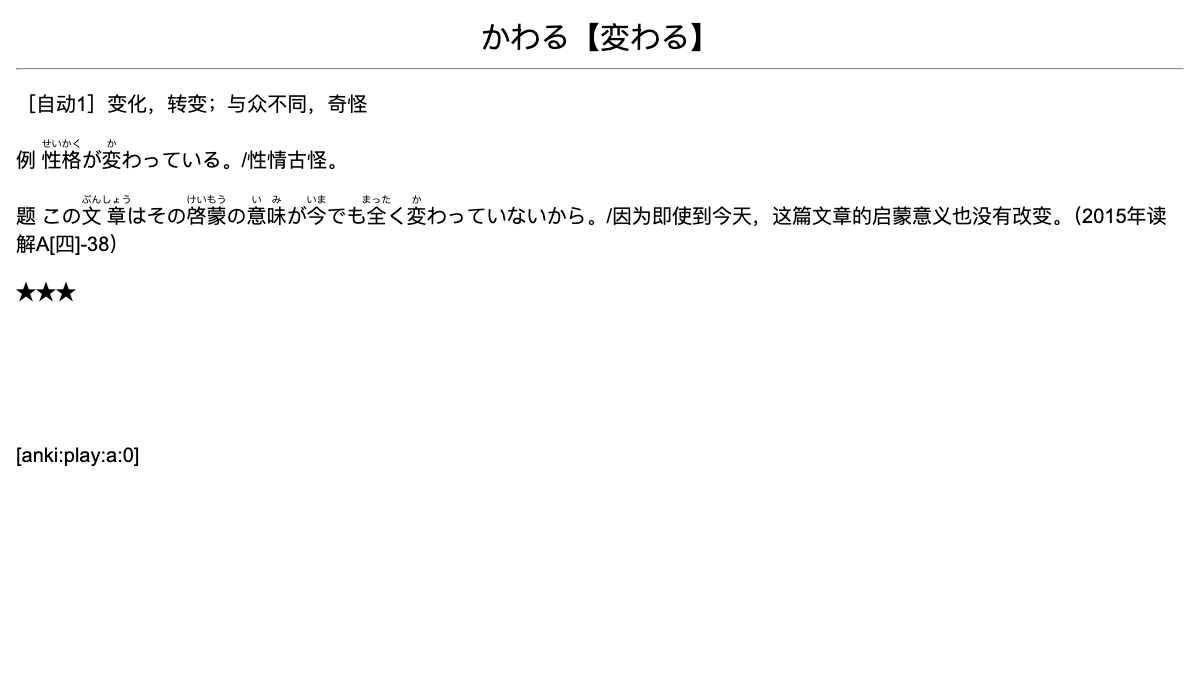 かわる【変わる】
［自动1］变化，转变；与众不同，奇怪
せいかく か
例 性格が変わっている。/性情古怪。
ぶんしょう けいもう い み いま まった か
题 この文章はその啓蒙の意味が今でも全く変わっていないから。/因为即使到今天，这篇文章的启蒙意义也没有改变。（2015年读
解A[四]-38）
★★★
[anki:play:a:0]